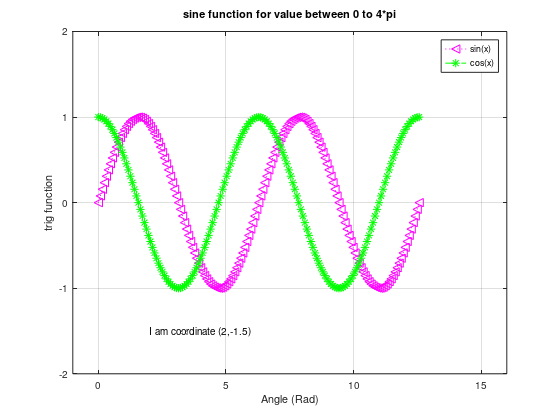 sine function for value between 0 to 4*pi
2
sin(x)
cos(x)
1
trig function
0
-1
I am coordinate (2,-1.5)
-2
0 5 10 15
Angle (Rad)